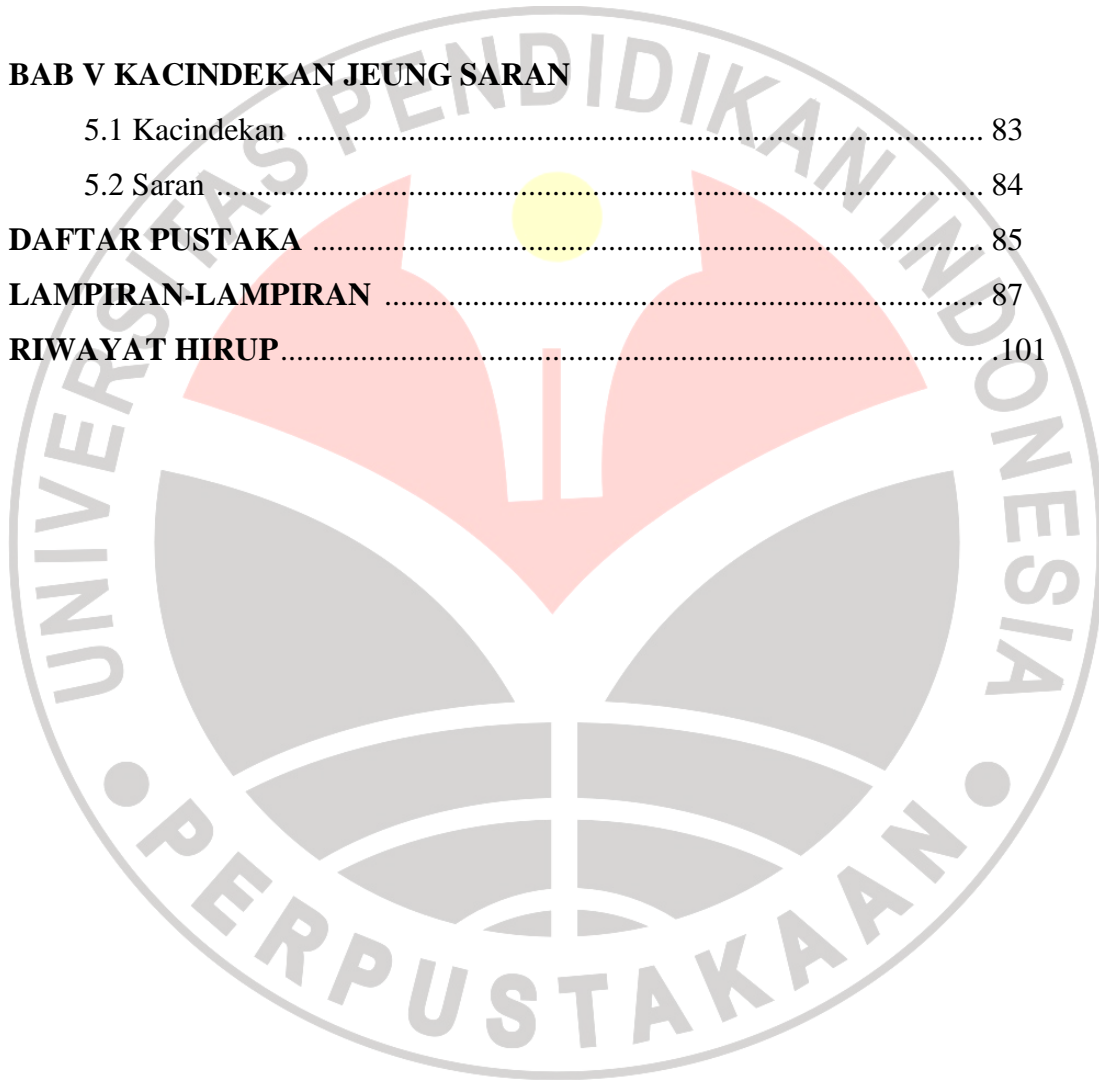 BAB V KACINDEKAN JEUNG SARAN
5.1 Kacindekan ........................................................................... 83
5.2 Saran .................................................................................... 84
DAFTAR PUSTAKA ......................................................................... 85
LAMPIRAN-LAMPIRAN ................................................................. 87
RIWAYAT HIRUP............................................................................. .101
UNIVERSITAS PENDIDIKAN INDONESIA
PERPUSTAKAAN